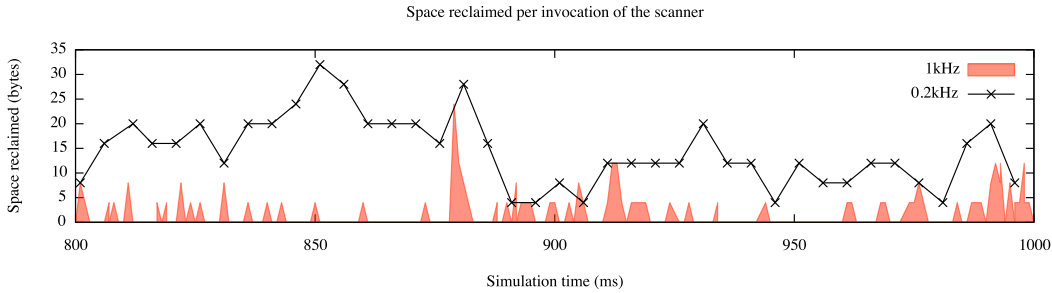 Space reclaimed per invocation of the scanner
Space reclaimed (bytes)
35
30
25
20
15
10
5
0
1kHz
0.2kHz
800
850
900
950
1000
Simulation time (ms)